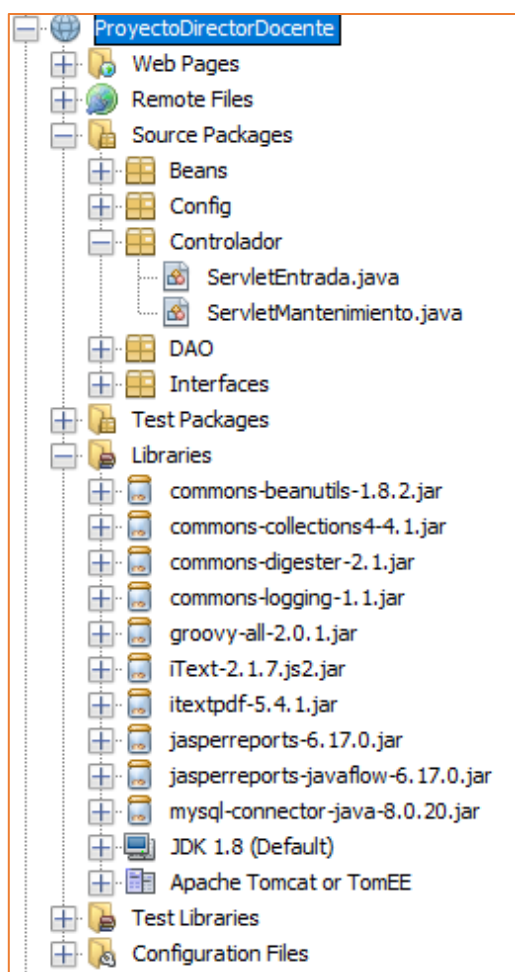 ProyectoDirectorDocente
Web Pages
Remote Files
Source Packages
Beans
Config
Controlador
ServletEntrada.java
ServletMantenimiento.java
DAO
Interfaces
Test Packages
Libraries
commons-beanutils-1.8.2.jar
commons-collections4-4.1.jar
commons-digester-2.1.jar
commons-logging-1.1.jar
groovy-all-2.0.1.jar
iText-2.1.7.js2.jar
itextpdf-5.4.1.jar
jasperreports-6.17.0.jar
jasperreports-javaflow-6.17.0.jar
mysql-connector-java-8.0.20.jar
JDK 1.8 (Default)
Apache Tomcat or TomEE
Test Libraries
Configuration Files